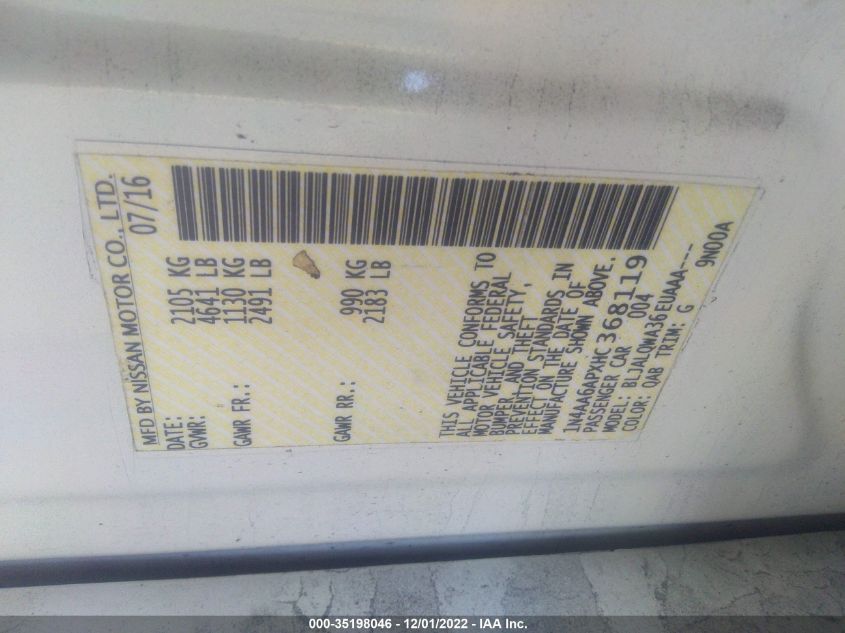 MFD BY NISSAN MOTOR CO., LTD.
DATE: 07/16
GVWR: 2105 KG
4641 LB
GAWR FR.: 1130 KG
2491 LB
GAWR RR.: 990 KG
2183 LB
THIS VEHICLE CONFORMS TO
ALL APPLICABLE FEDERAL
MOTOR VEHICLE SAFETY,
BUMPER, AND THEFT
PREVENTION STANDARDS IN
EFFECT ON THE DATE OF
MANUFACTURE SHOWN ABOVE.
1N4AA6APXHC368119
PASSENGER CAR 004
MODEL: BLJALQWA36EUAAA----
COLOR: QAB TRIM: G 9N00A
000-35198046 - 12/01/2022 - IAA Inc.